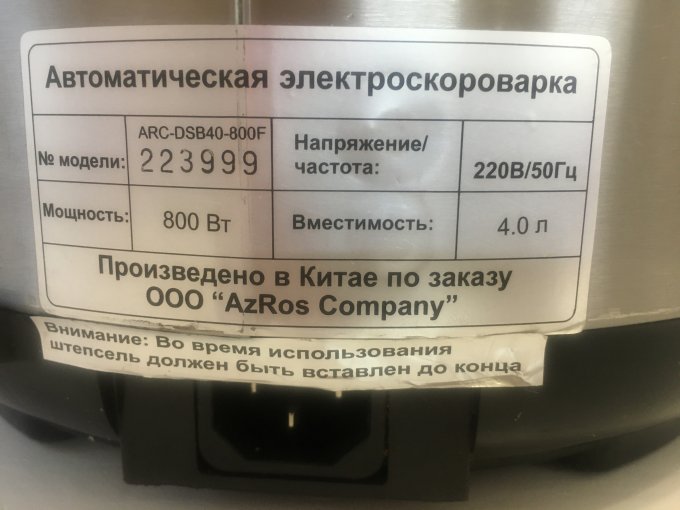 Автоматическая электроскороварка
№ модели: ARC-DSB40-800F
223999
Напряжение/
частота:
220В/50Гц
Мощность: 800 Вт
Вместимость: 4.0 л
Произведено в Китае по заказу
ООО “AzRos Company”
Внимание: Во время использования
штепсель должен быть вставлен до конца